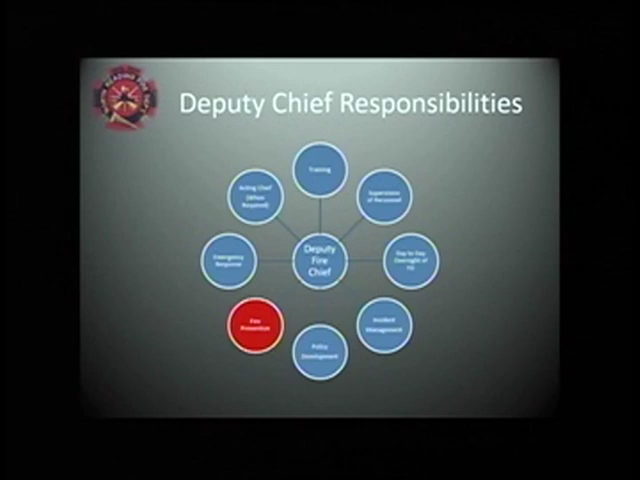 Deputy Chief Responsibilities
Training
Acting Chief
(When
Required)
Supervision
of Personnel
Emergency
Response
Deputy
Fire
Chief
Day to Day
Oversight of
FD
Fire
Prevention
Incident
Management
Policy
Development